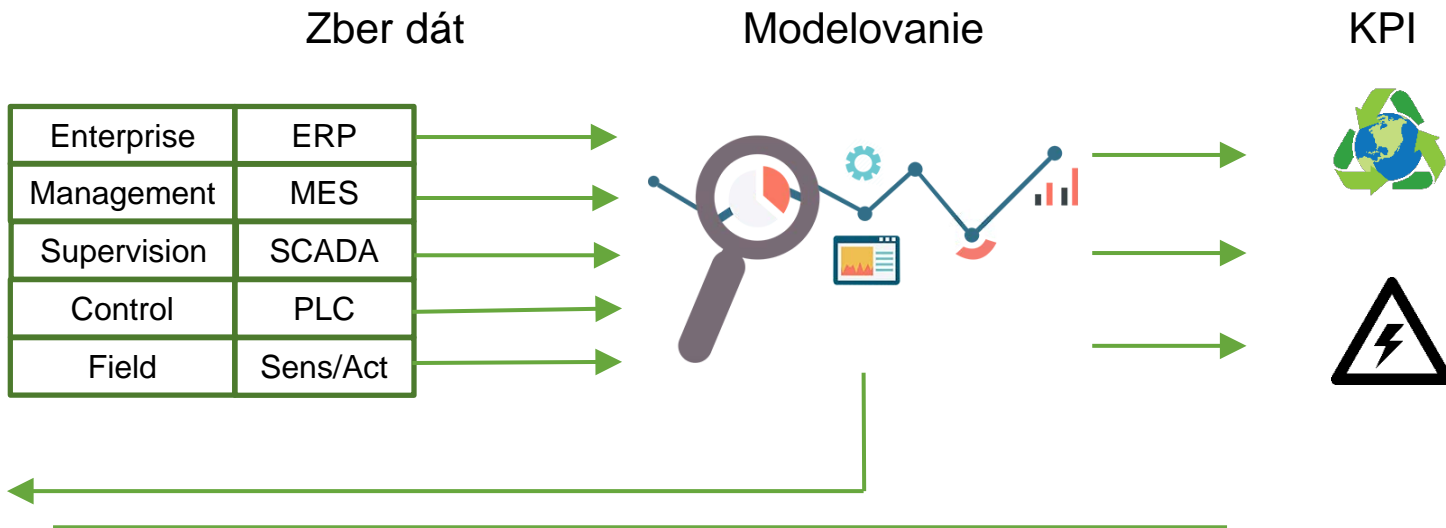 Zber dát Modelovanie KPI
Enterprise ERP
Management MES
Supervision SCADA
Control PLC
Field Sens/Act